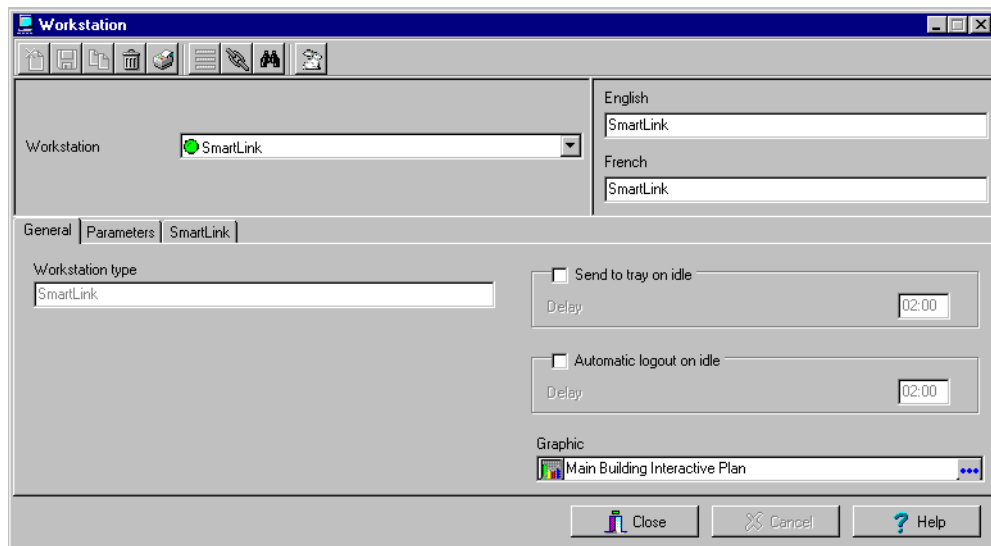 Workstation
English
SmartLink
Workstation
SmartLink
French
SmartLink
General Parameters SmartLink
Workstation type
SmartLink
Send to tray on idle
Delay 02:00
Automatic logout on idle
Delay 02:00
Graphic
Main Building Interactive Plan
Close Cancel Help